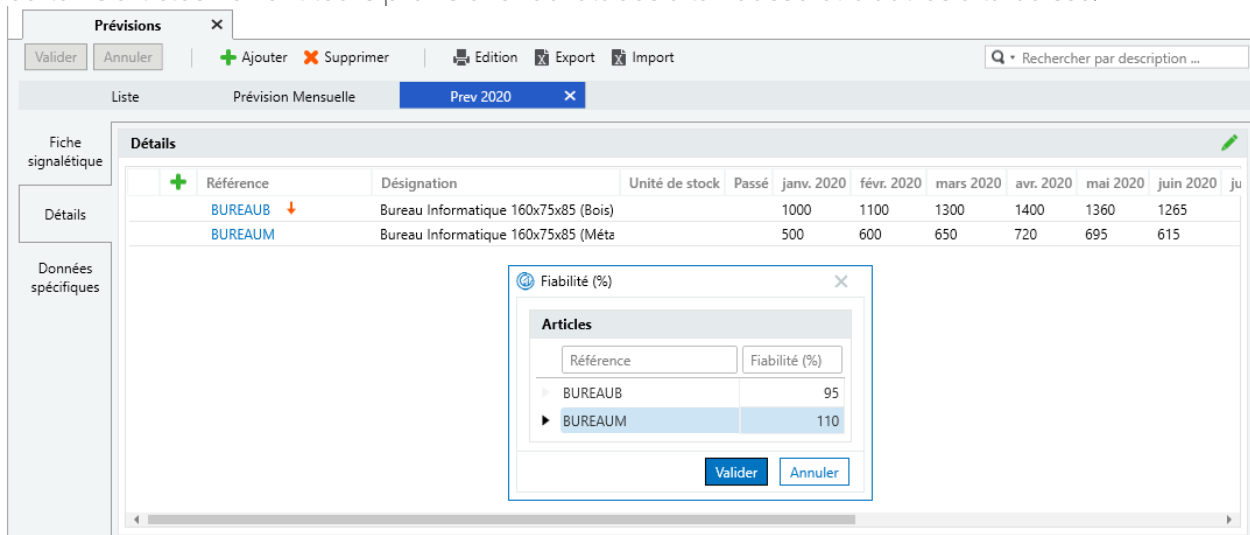 Prévisions
Valider Annuler Ajouter Supprimer Edition Export Import Rechercher par description ...
Liste Prévision Mensuelle Prev 2020
Fiche signalétique
Détails
Données spécifiques
Détails
Référence Désignation Unité de stock Passé janv. 2020 févr. 2020 mars 2020 avr. 2020 mai 2020 juin 2020
BUREAUB Bureau Informatique 160x75x85 (Bois) 1000 1100 1300 1400 1360 1265
BUREAUM Bureau Informatique 160x75x85 (Méta 500 600 650 720 695 615
Fiabilité (%)
Articles
Référence Fiabilité (%)
BUREAUB 95
BUREAUM 110
Valider Annuler